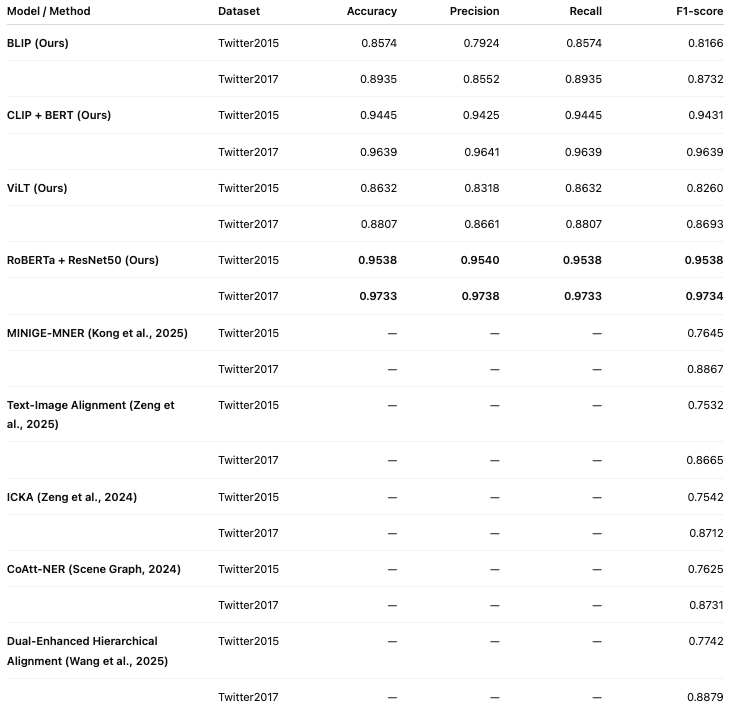 Model / Method Dataset Accuracy Precision Recall F1-score
BLIP (Ours) Twitter2015 0.8574 0.7924 0.8574 0.8166
Twitter2017 0.8935 0.8552 0.8935 0.8732
CLIP + BERT (Ours) Twitter2015 0.9445 0.9425 0.9445 0.9431
Twitter2017 0.9639 0.9641 0.9639 0.9639
ViLT (Ours) Twitter2015 0.8632 0.8318 0.8632 0.8260
Twitter2017 0.8807 0.8661 0.8807 0.8693
RoBERTa + ResNet50 (Ours) Twitter2015 0.9538 0.9540 0.9538 0.9538
Twitter2017 0.9733 0.9738 0.9733 0.9734
MINIGE-MNER (Kong et al., 2025) Twitter2015 — — — 0.7645
Twitter2017 — — — 0.8867
Text-Image Alignment (Zeng et Twitter2015 — — — 0.7532
al., 2025)
Twitter2017 — — — 0.8665
ICKA (Zeng et al., 2024) Twitter2015 — — — 0.7542
Twitter2017 — — — 0.8712
CoAtt-NER (Scene Graph, 2024) Twitter2015 — — — 0.7625
Twitter2017 — — — 0.8731
Dual-Enhanced Hierarchical Twitter2015 — — — 0.7742
Alignment (Wang et al., 2025)
Twitter2017 — — — 0.8879